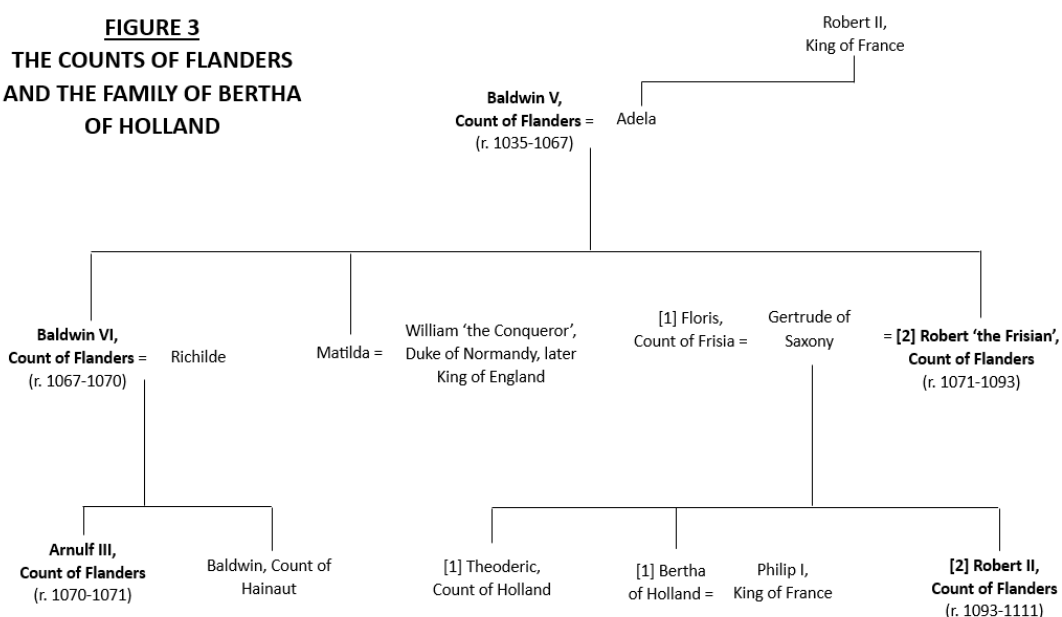 FIGURE 3
THE COUNTS OF FLANDERS
AND THE FAMILY OF BERTHA
OF HOLLAND
Robert II,
King of France
Baldwin V,
Count of Flanders =
(r. 1035-1067)
Adela
Baldwin VI,
Count of Flanders =
(r. 1067-1070)
Richilde
Matilda =
William ‘the Conqueror’,
Duke of Normandy, later
King of England
[1] Floris,
Count of Frisia =
Gertrude of
Saxony
= [2] Robert ‘the Frisian’,
Count of Flanders
(r. 1071-1093)
Arnulf III,
Count of Flanders
(r. 1070-1071)
Baldwin, Count of
Hainaut
[1] Theoderic,
Count of Holland
[1] Bertha
of Holland =
Philip I,
King of France
[2] Robert II,
Count of Flanders
(r. 1093-1111)